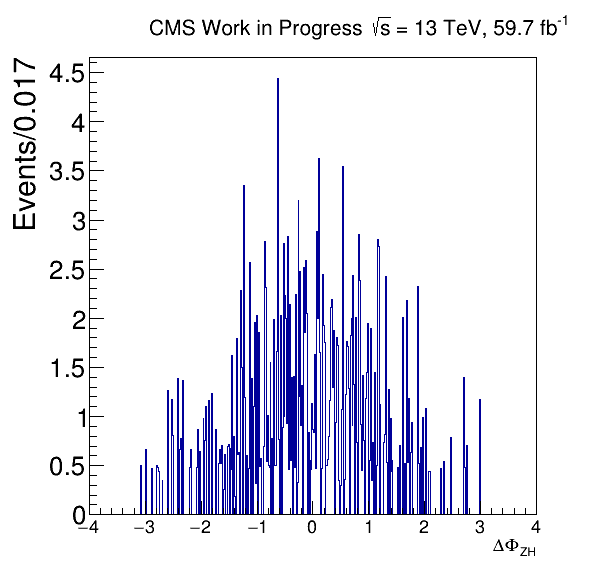 CMS Work in Progress √s = 13 TeV, 59.7 fb⁻¹
Events/0.017
4.5
4
3.5
3
2.5
2
1.5
1
0.5
0
−4 −3 −2 −1 0 1 2 3 4
ΔΦ_ZH